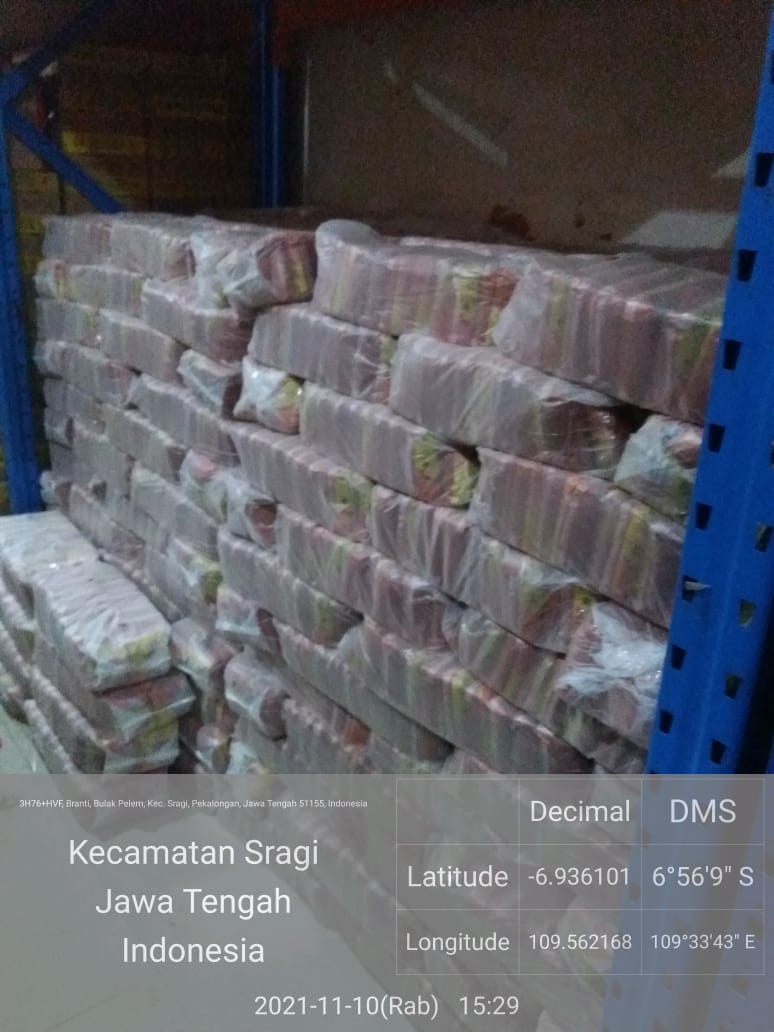 3H76+HVF, Branti, Bulak Pelem, Kec. Sragi, Pekalongan, Jawa Tengah 51155, Indonesia
Kecamatan Sragi
Jawa Tengah
Indonesia
Decimal DMS
Latitude -6.936101 6°56'9" S
Longitude 109.562168 109°33'43" E
2021-11-10(Rab) 15:29